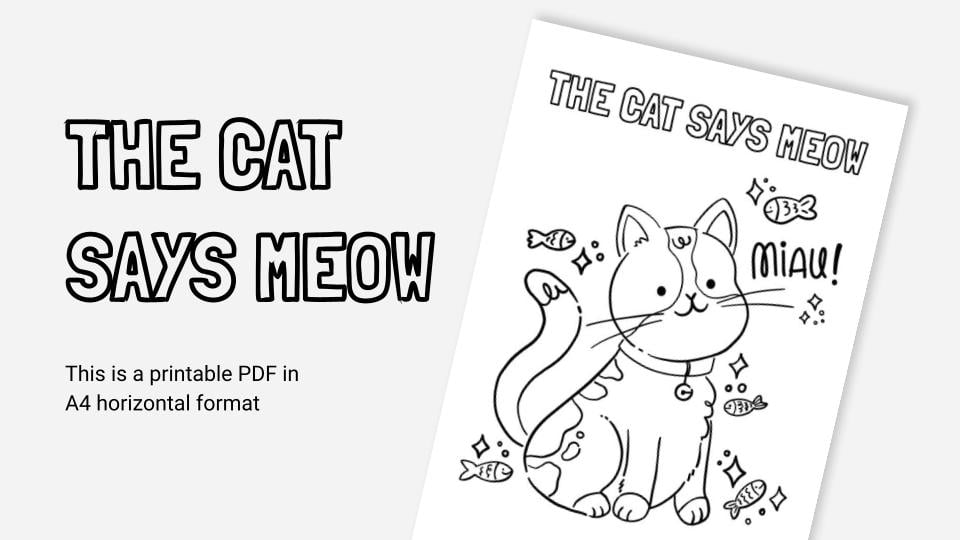 THE CAT
SAYS MEOW
This is a printable PDF in
A4 horizontal format
THE CAT SAYS MEOW
MiAU!